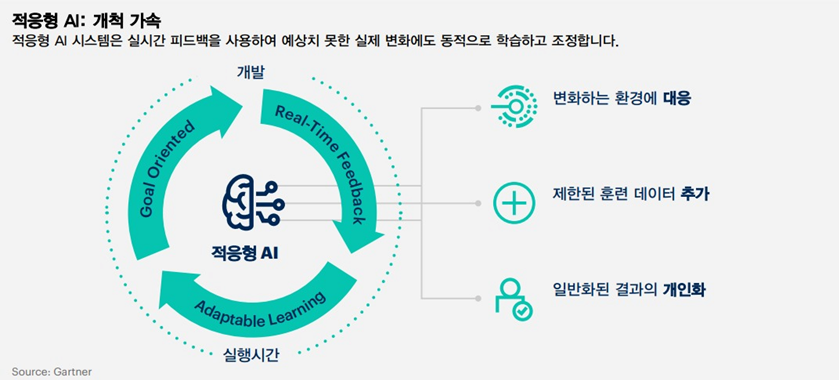 적응형 AI: 개척 가속
적응형 AI 시스템은 실시간 피드백을 사용하여 예상치 못한 실제 변화에도 동적으로 학습하고 조정합니다.
개발
Goal Oriented
Real-Time Feedback
적응형 AI
Adaptable Learning
실행시간
변화하는 환경에 대응
제한된 훈련 데이터 추가
일반화된 결과의 개인화
Source: Gartner